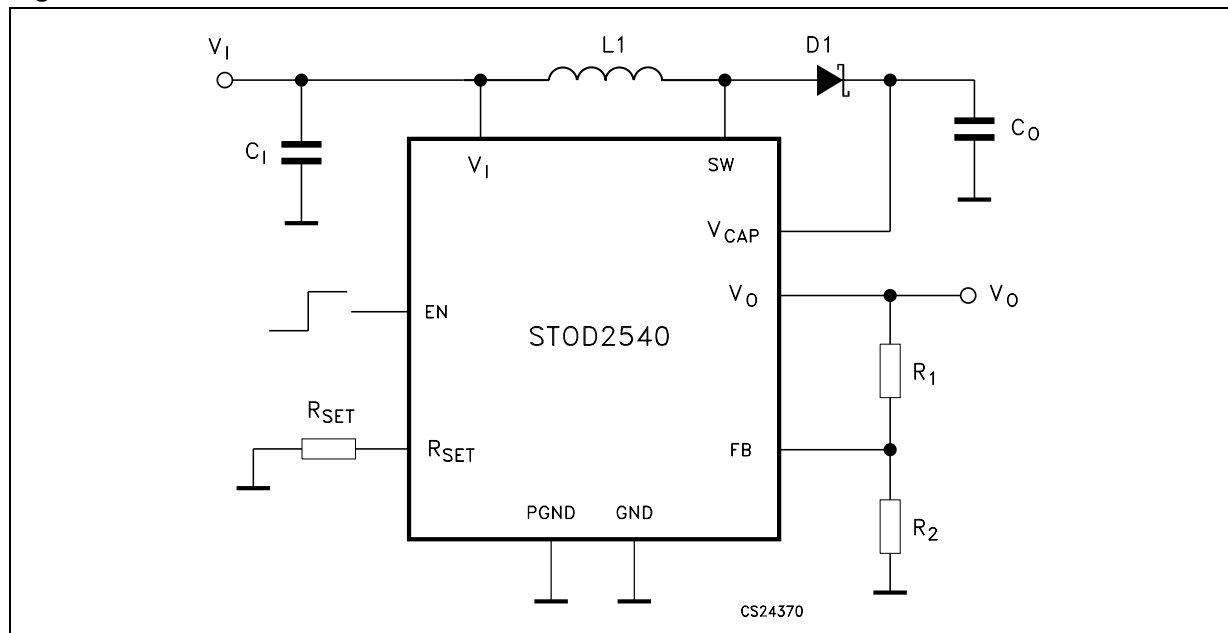 V_I
L1
D1
C_I
C_O
V_I
SW
V_CAP
V_O
V_O
EN
STOD2540
R_1
R_SET
R_SET
FB
PGND
GND
R_2
CS24370